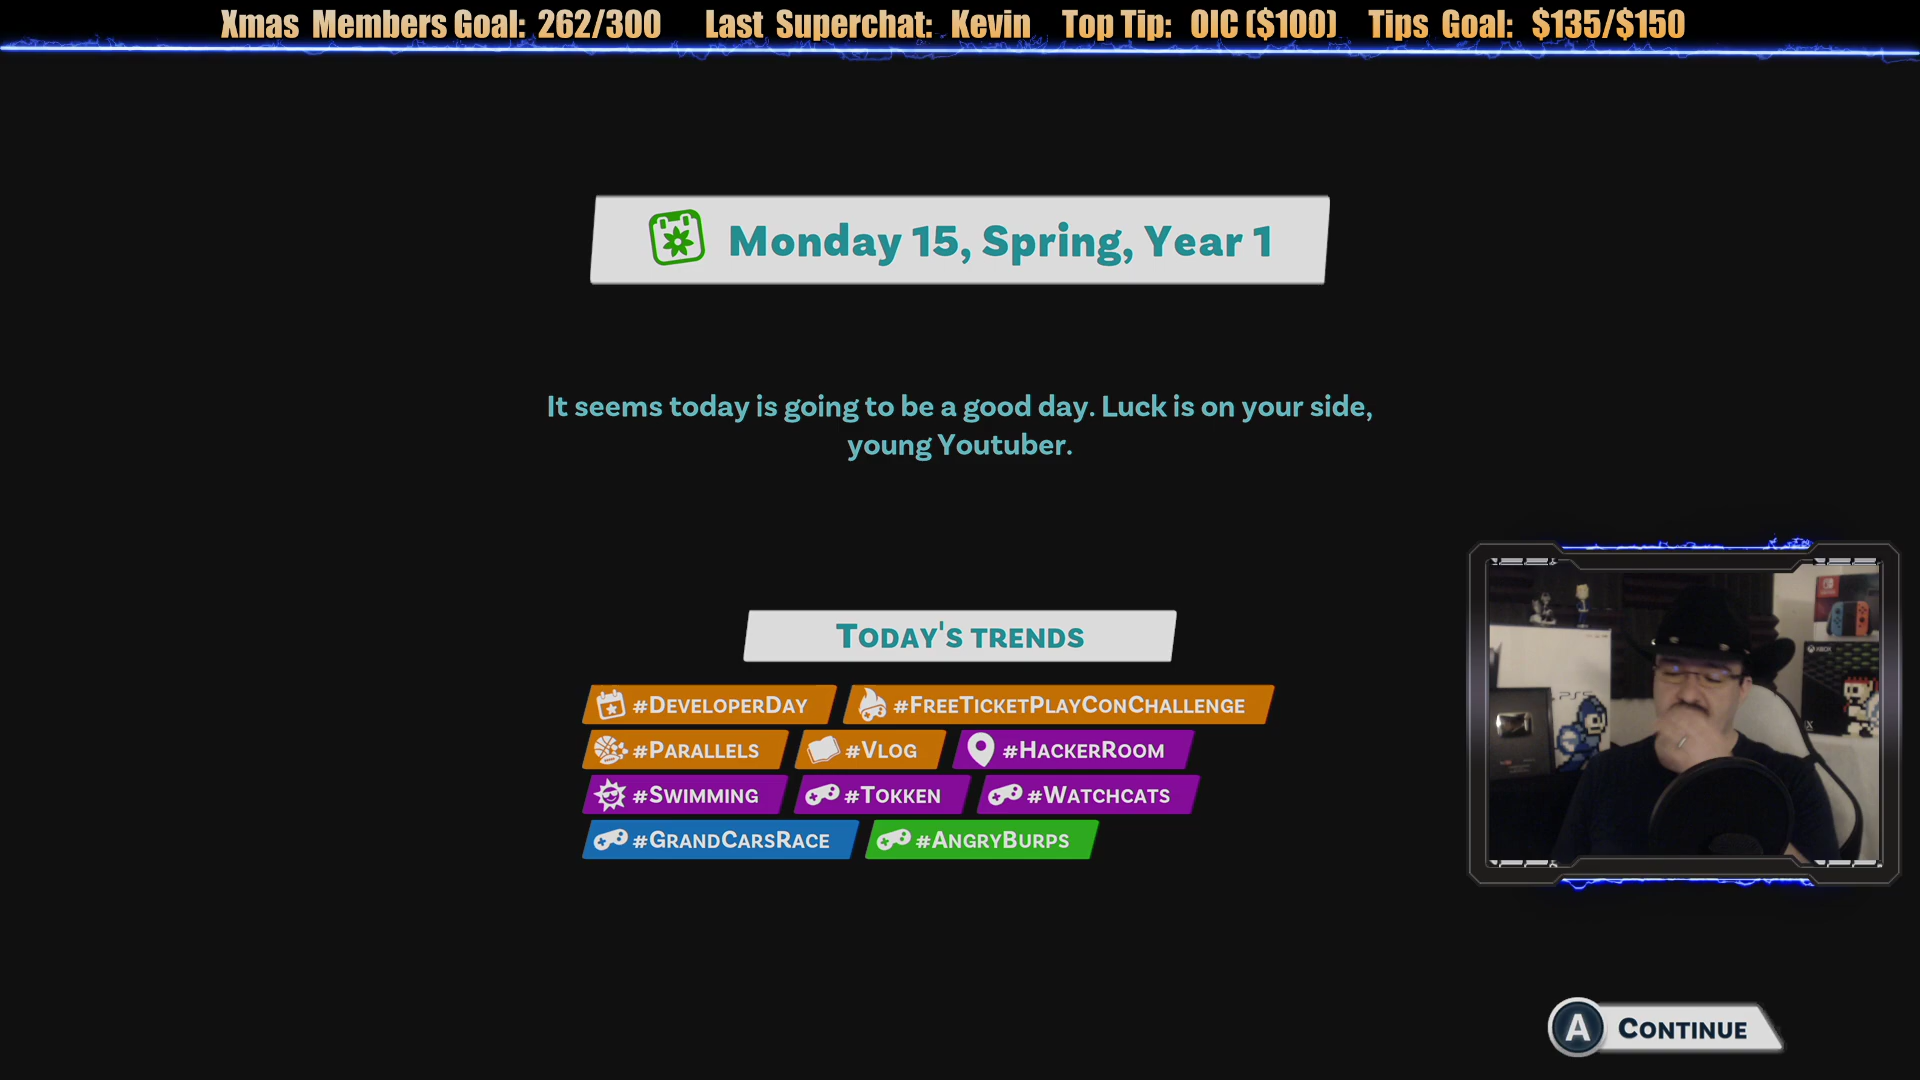 Xmas Members Goal: 262/300 Last Superchat: Kevin Top Tip: OIC ($100) Tips Goal: $135/$150
Monday 15, Spring, Year 1
It seems today is going to be a good day. Luck is on your side,
young Youtuber.
TODAY'S TRENDS
#DEVELOPERDAY #FREETICKETPLAYCONCHALLENGE
#PARALLELS #VLOG #HACKERROOM
#SWIMMING #TOKKEN #WATCHCATS
#GRANDCARSRACE #ANGRYBURPS
XBOX
PS5
A CONTINUE